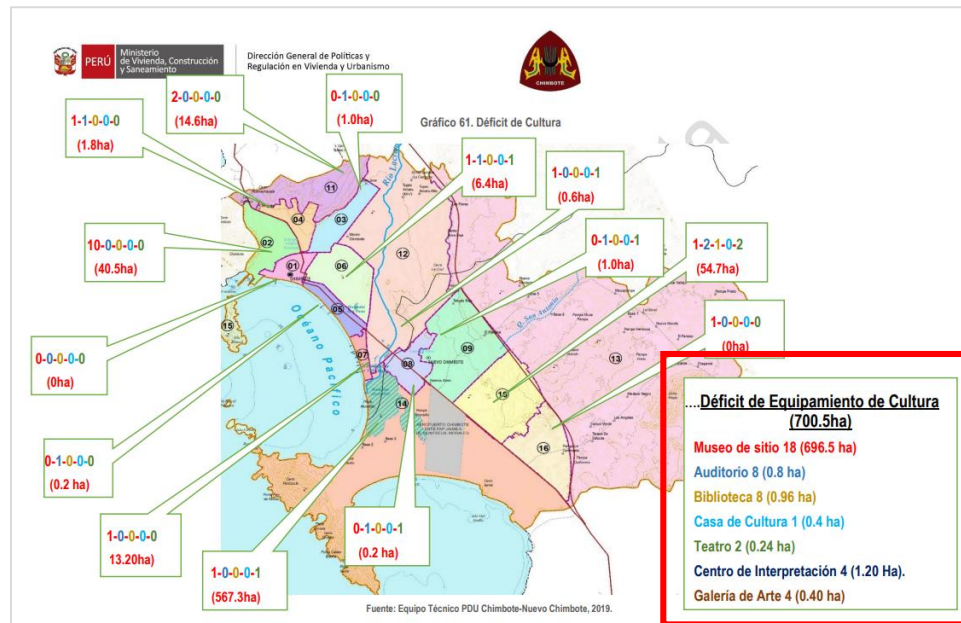 PERÚ
Ministerio
de Vivienda, Construcción
y Saneamiento
Dirección General de Políticas y
Regulación en Vivienda y Urbanismo
CHIMBOTE
Gráfico 61. Déficit de Cultura
2-0-0-0-0
(14.6ha)
0-1-0-0-0
(1.0ha)
1-1-0-0-0
(1.8ha)
1-1-0-0-1
(6.4ha)
1-0-0-0-1
(0.6ha)
0-1-0-0-1
(1.0ha)
1-2-1-0-2
(54.7ha)
10-0-0-0-0
(40.5ha)
1-0-0-0-0
(0ha)
0-0-0-0-0
(0ha)
0-1-0-0-0
(0.2 ha)
1-0-0-0-0
13.20ha)
1-0-0-0-1
(567.3ha)
0-1-0-0-1
(0.2 ha)
11
04
03
02
01
06
12
05
15
07
08
09
13
15
14
16
Océano Pacífico
NUEVO CHIMBOTE
....Déficit de Equipamiento de Cultura
(700.5ha)
Museo de sitio 18 (696.5 ha)
Auditorio 8 (0.8 ha)
Biblioteca 8 (0.96 ha)
Casa de Cultura 1 (0.4 ha)
Teatro 2 (0.24 ha)
Centro de Interpretación 4 (1.20 Ha).
Galería de Arte 4 (0.40 ha)
Fuente: Equipo Técnico PDU Chimbote-Nuevo Chimbote, 2019.